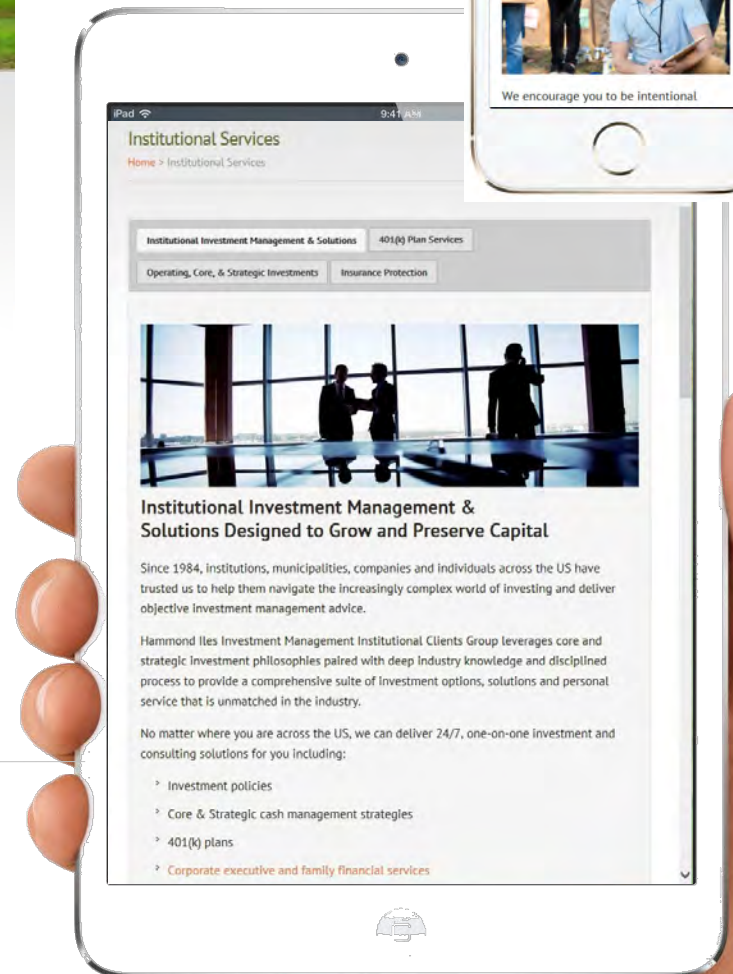 We encourage you to be intentional
iPad
9:41 AM
Institutional Services
Home > Institutional Services
Institutional Investment Management & Solutions
401(k) Plan Services
Operating, Core, & Strategic Investments
Insurance Protection
Institutional Investment Management &
Solutions Designed to Grow and Preserve Capital
Since 1984, institutions, municipalities, companies and individuals across the US have
trusted us to help them navigate the increasingly complex world of investing and deliver
objective investment management advice.
Hammond Iles Investment Management Institutional Clients Group leverages core and
strategic investment philosophies paired with deep industry knowledge and disciplined
process to provide a comprehensive suite of investment options, solutions and personal
service that is unmatched in the industry.
No matter where you are across the US, we can deliver 24/7, one-on-one investment and
consulting solutions for you including:
› Investment policies
› Core & Strategic cash management strategies
› 401(k) plans
› Corporate executive and family financial services